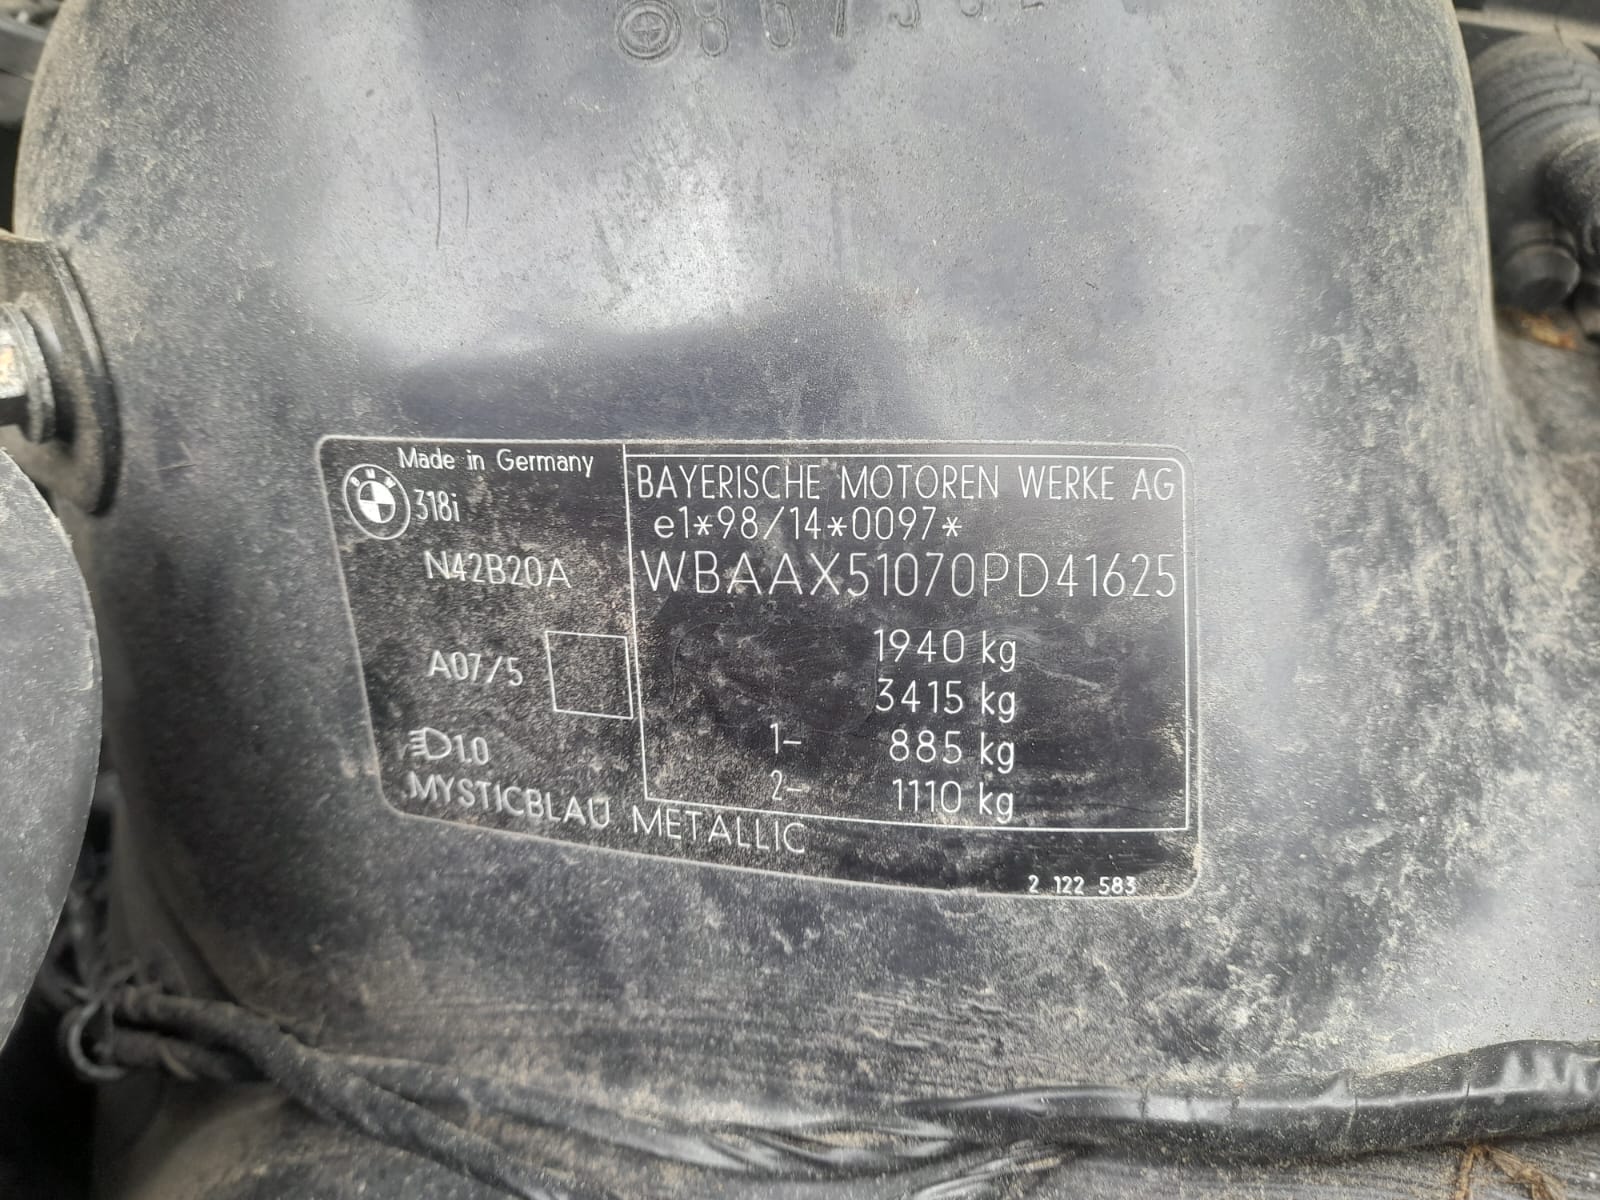 Made in Germany
BMW
318i
N42B20A
A07/5
1.0
MYSTICBLAU METALLIC
BAYERISCHE MOTOREN WERKE AG
e1*98/14*0097*
WBAAX51070PD41625
1940 kg
3415 kg
1- 885 kg
2- 1110 kg
2 122 583